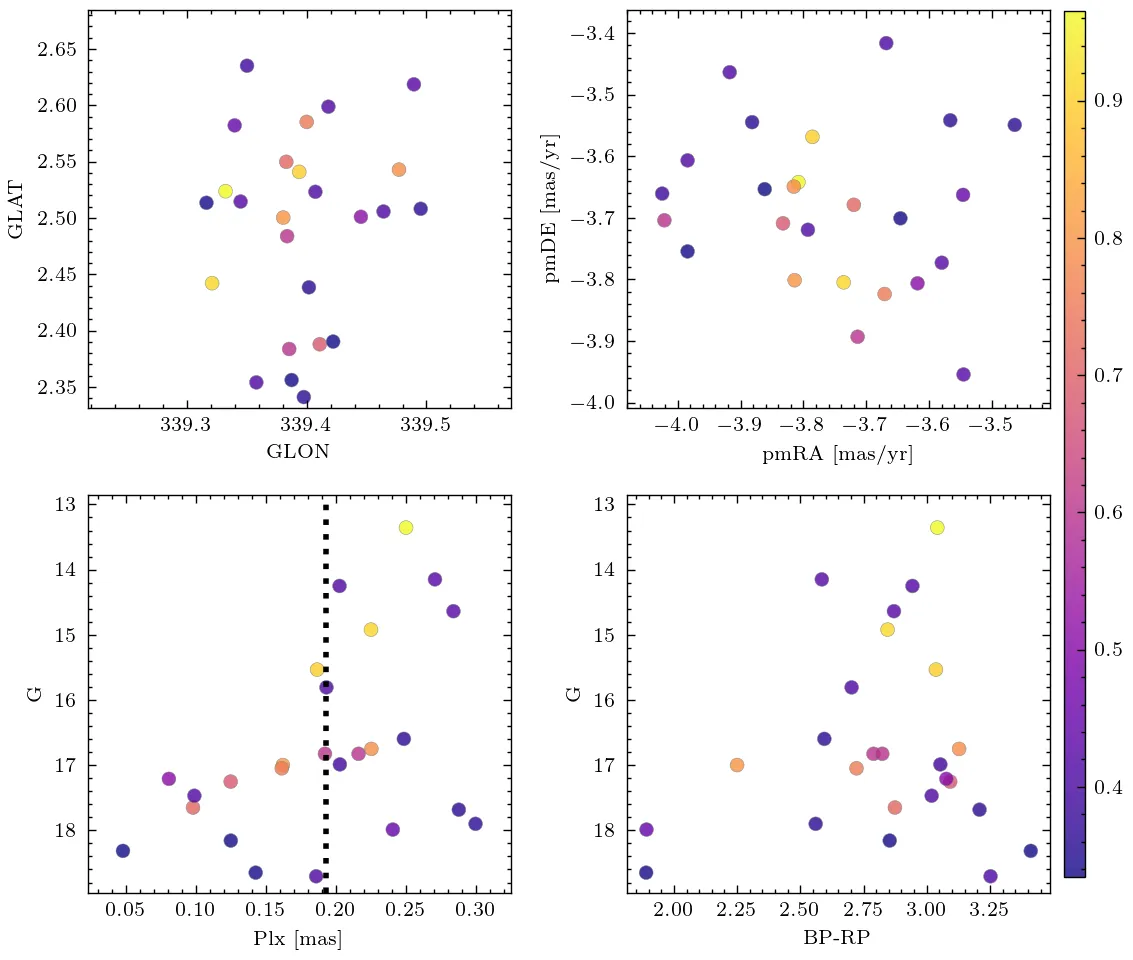 2.65
2.60
2.55
2.50
2.45
2.40
2.35
GLAT
339.3 339.4 339.5
GLON
−3.4
−3.5
−3.6
−3.7
−3.8
−3.9
−4.0
pmDE [mas/yr]
−4.0 −3.9 −3.8 −3.7 −3.6 −3.5
pmRA [mas/yr]
13
14
15
16
17
18
G
0.05 0.10 0.15 0.20 0.25 0.30
Plx [mas]
13
14
15
16
17
18
G
2.00 2.25 2.50 2.75 3.00 3.25
BP-RP
0.9
0.8
0.7
0.6
0.5
0.4